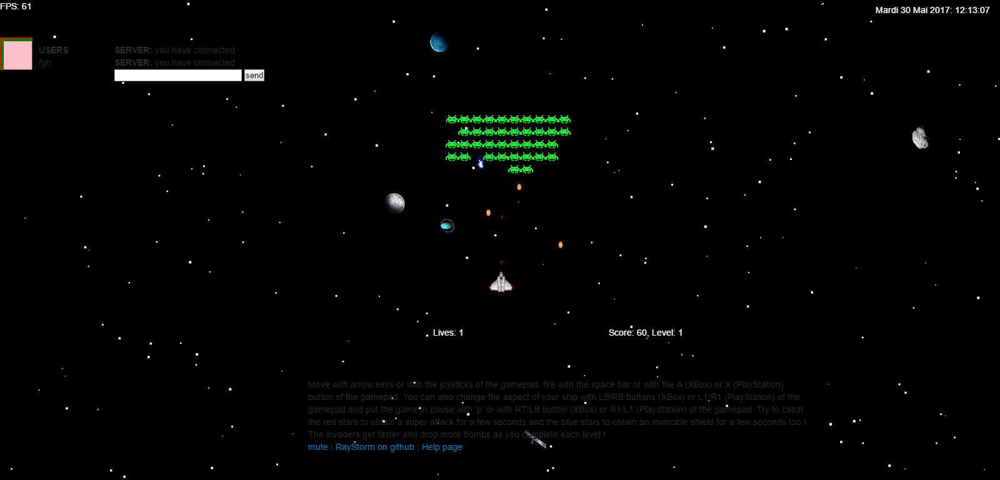 FPS: 61
Mardi 30 Mai 2017: 12:13:07
USERS
fgh
SERVER: you have connected
SERVER: you have connected
send
Lives: 1
Score: 60, Level: 1
Move with arrow keys or with the joysticks of the gamepad, fire with the space bar or with the A (XBox) or X (PlayStation)
button of the gamepad. You can also change the aspect of your ship with LB/RB buttons (XBox) or L1/R1 (PlayStation) of the
gamepad and put the game in pause with 'p' or with RT/LB button (XBox) or R1/L1 (PlayStation) of the gamepad. Try to catch
the red stars to obtain a super attack for a few seconds and the blue stars to obtain an invincible shield for a few seconds too !
The invaders get faster and drop more bombs as you complete each level !
mute | RayStorm on github | Help page